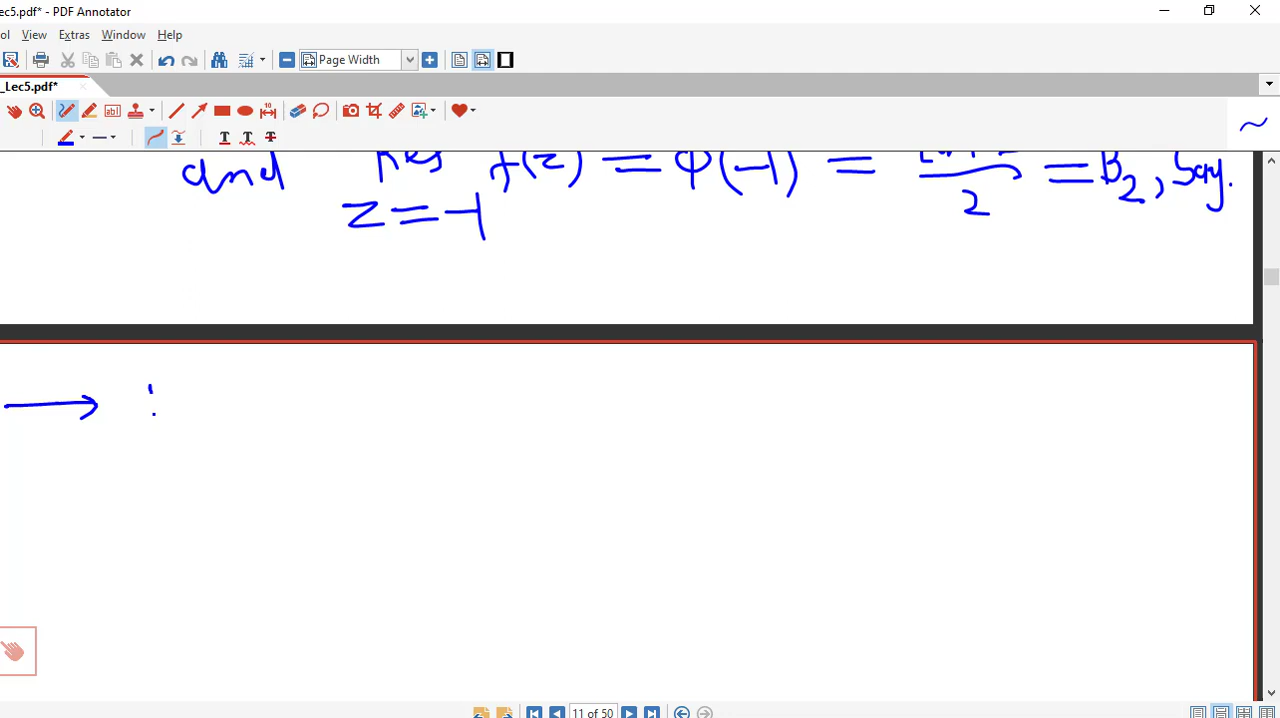 ec5.pdf* - PDF Annotator
ol View Extras Window Help
Page Width
_Lec5.pdf*
and Res f(z) = φ(-1) = /2 = B2, Say.
z = -1
→ :
11 of 50